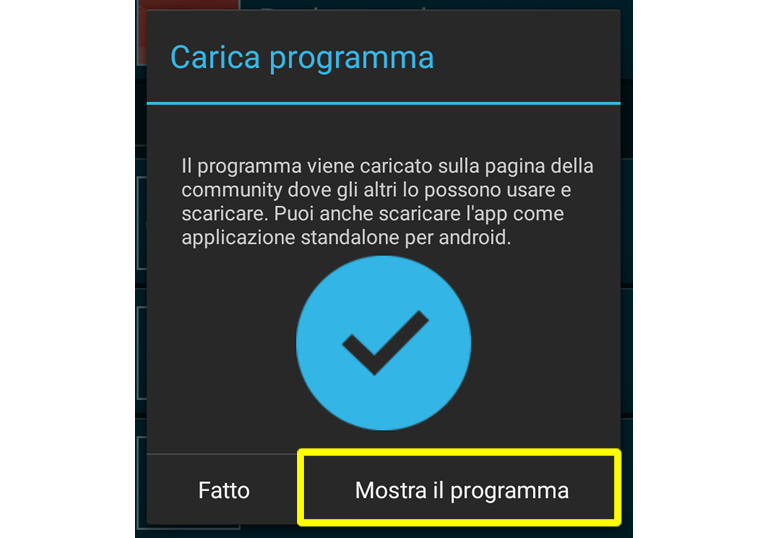 Carica programma
Il programma viene caricato sulla pagina della
community dove gli altri lo possono usare e
scaricare. Puoi anche scaricare l'app come
applicazione standalone per android.
Fatto
Mostra il programma